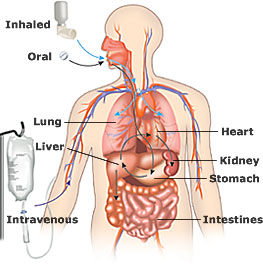 Inhaled
Oral
Lung
Heart
Liver
Kidney
Stomach
Intravenous
Intestines